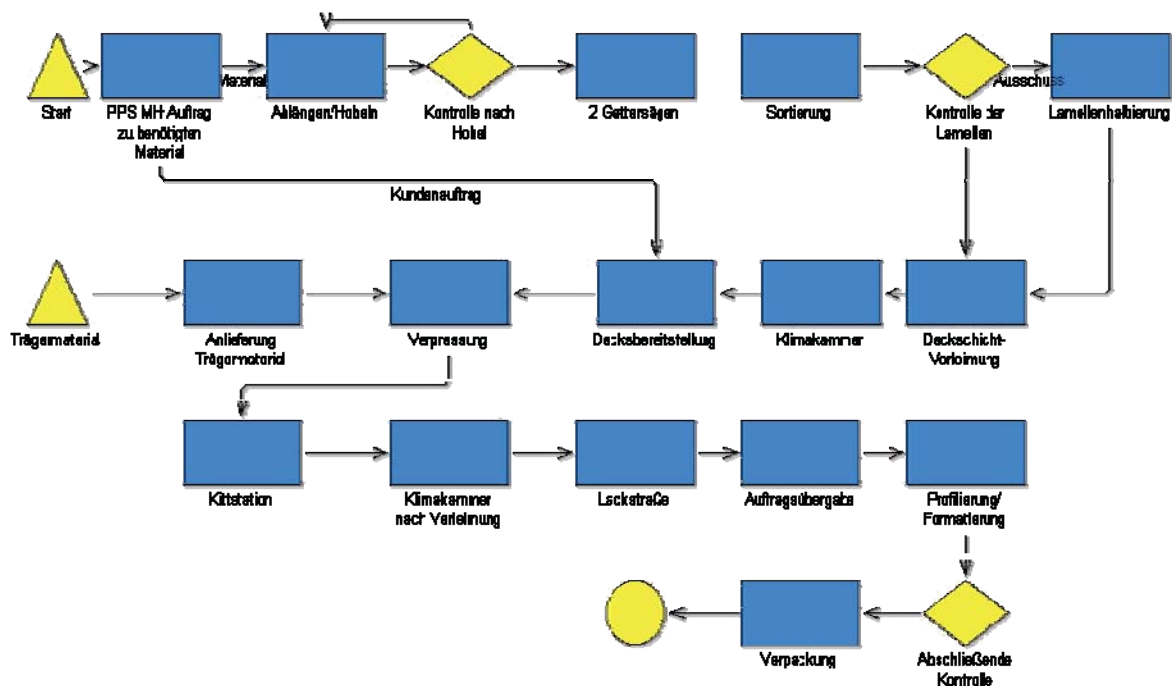 Start
PPS MH-Auftrag
zu benötigten
Material
Material
Ablängen/Hobeln
Kontrolle nach
Hobel
2 Gattersägen
Sortierung
Kontrolle der
Lamellen
Ausschuss
Lamellenhalbierung
Kundenauftrag
Trägermaterial
Anlieferung
Trägermaterial
Verpressung
Decksbereitstellung
Klimakammer
Deckschicht-
Verleimung
Kittstation
Klimakammer
nach Verleimung
Lackstraße
Auftragsübergabe
Profilierung/
Formatierung
Verpackung
Abschließende
Kontrolle